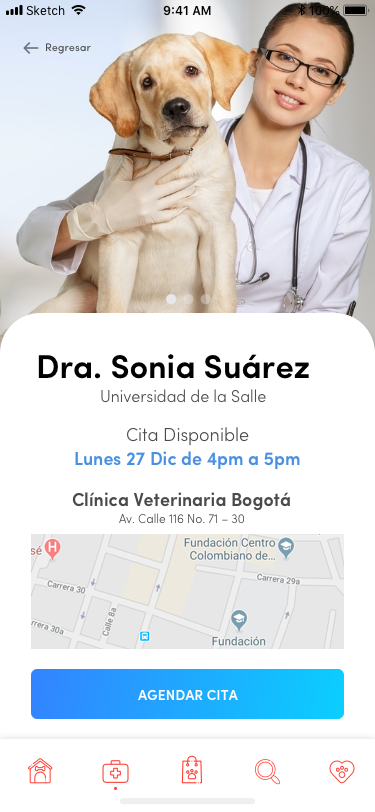 Sketch 9:41 AM 100%
Regresar
Dra. Sonia Suárez
Universidad de la Salle
Cita Disponible
Lunes 27 Dic de 4pm a 5pm
Clínica Veterinaria Bogotá
Av. Calle 116 No. 71 – 30
sé H
Fundación Centro
Colombiano de...
Carrera 30
Carrera 29a
Calle 8a
Carrera 30a
Fundación
AGENDAR CITA